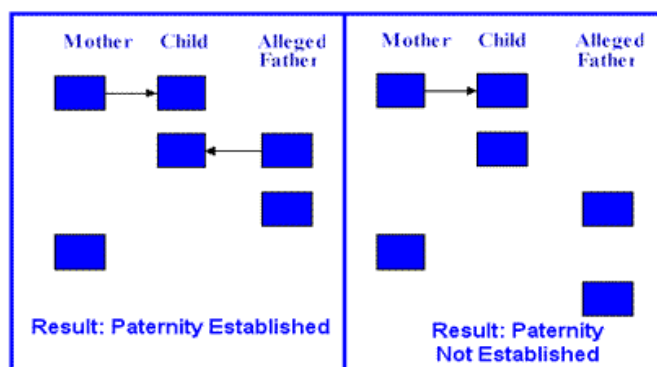 Mother Child Alleged
Father
Result: Paternity Established
Mother Child Alleged
Father
Result: Paternity
Not Established